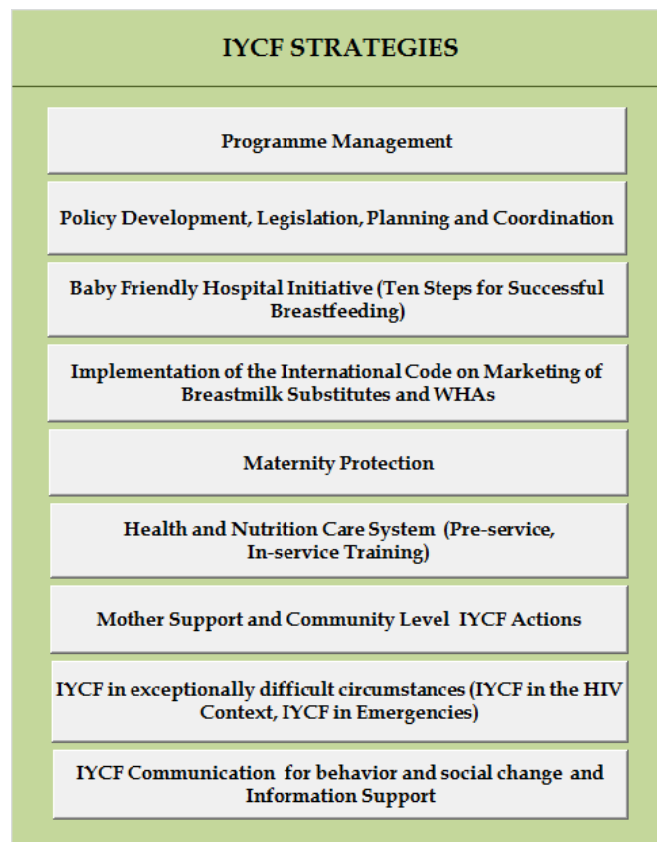 IYCF STRATEGIES
Programme Management
Policy Development, Legislation, Planning and Coordination
Baby Friendly Hospital Initiative (Ten Steps for Successful
Breastfeeding)
Implementation of the International Code on Marketing of
Breastmilk Substitutes and WHAs
Maternity Protection
Health and Nutrition Care System (Pre-service,
In-service Training)
Mother Support and Community Level IYCF Actions
IYCF in exceptionally difficult circumstances (IYCF in the HIV
Context, IYCF in Emergencies)
IYCF Communication for behavior and social change and
Information Support